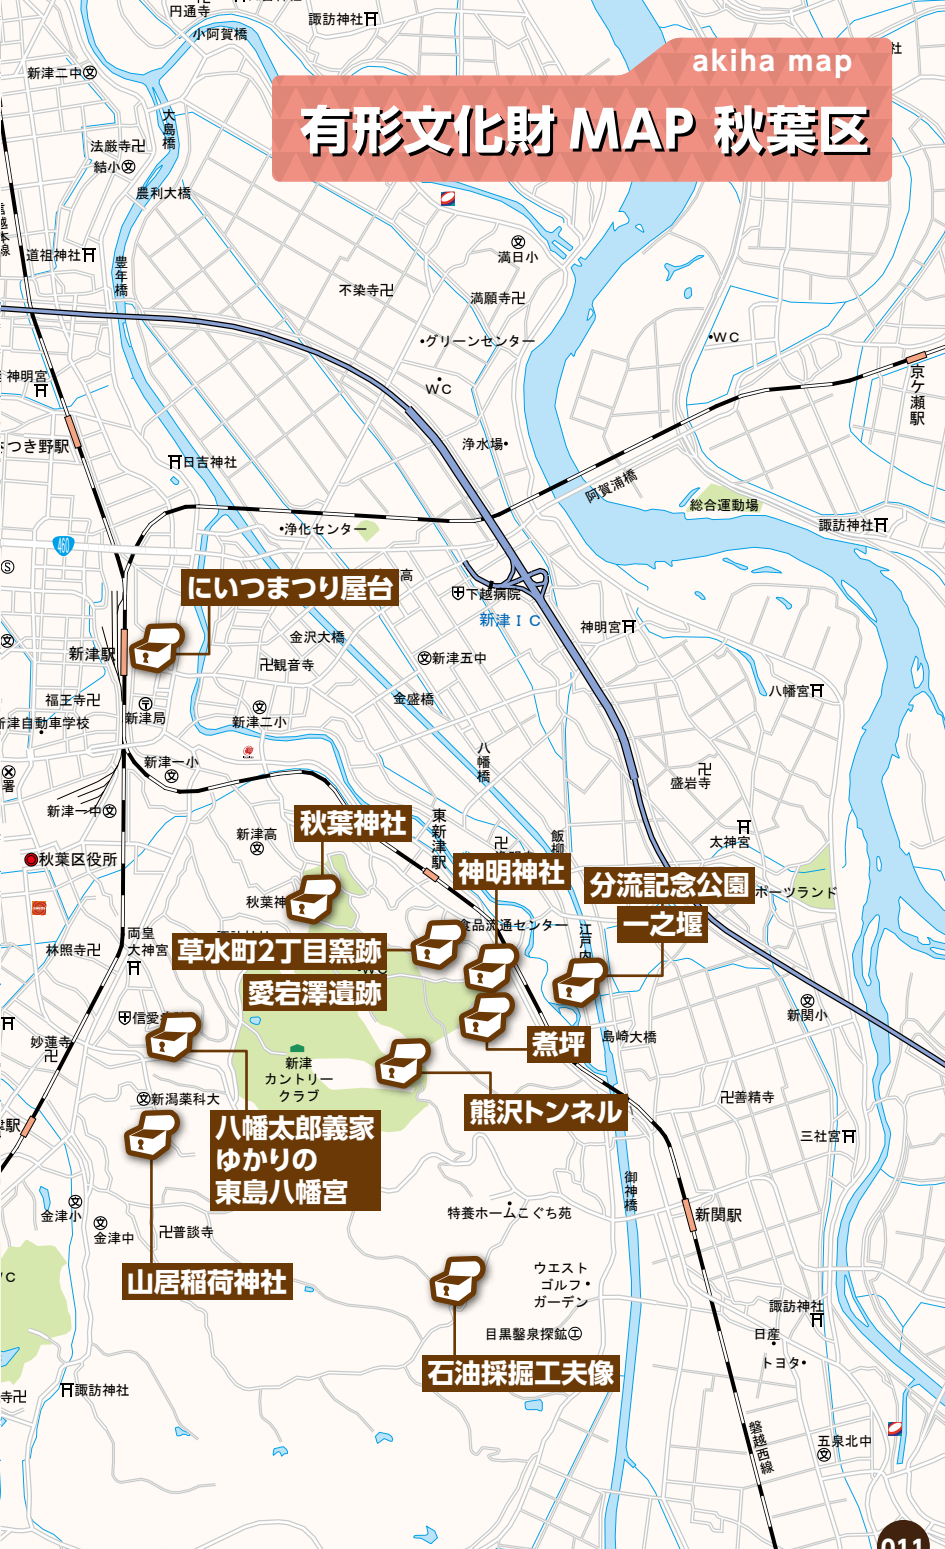 円通寺
諏訪神社
小阿賀橋
社
akiha map
有形文化財 MAP 秋葉区
新津二中
大島橋
法厳寺
結小
農利大橋
信越本線
道祖神社
豊年橋
満日小
不染寺
満願寺
グリーンセンター
WC
WC
神明宮
京ケ瀬駅
さつき野駅
日吉神社
浄水場
阿賀浦橋
総合運動場
諏訪神社
浄化センター
460
にいつまつり屋台
高
下越病院
新津IC
神明宮
新津駅
金沢大橋
観音寺
新津五中
福王寺
新津局
新津二小
金盛橋
八幡宮
新津自動車学校
新津一小
八幡橋
盛岩寺
署
新津一中
秋葉神社
東新津駅
新津高
飯柳
太神宮
秋葉区役所
神明神社
分流記念公園
ポーツランド
秋葉神
一之堰
食品流通センター
江戸内
林照寺
両皇
大神宮
草水町2丁目窯跡
WC
愛宕澤遺跡
新関小
信愛
妙蓮寺
煮坪
島崎大橋
新津
カントリー
クラブ
新潟薬科大
熊沢トンネル
善精寺
駅
八幡太郎義家
ゆかりの
東島八幡宮
三社宮
御神橋
金津小
金津中
普談寺
特養ホームこぐち苑
新関駅
山居稲荷神社
ウエスト
ゴルフ
ガーデン
諏訪神社
目黒鑿泉探鉱
日産
トヨタ
石油採掘工夫像
寺
諏訪神社
磐越西線
五泉北中
011